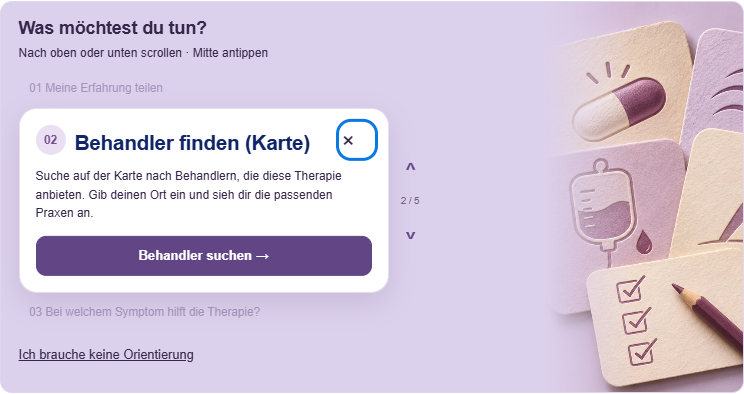 Was möchtest du tun?
Nach oben oder unten scrollen · Mitte antippen
01 Meine Erfahrung teilen
02 Behandler finden (Karte) ×
Suche auf der Karte nach Behandlern, die diese Therapie
anbieten. Gib deinen Ort ein und sieh dir die passenden
Praxen an.
2 / 5
Behandler suchen →
03 Bei welchem Symptom hilft die Therapie?
Ich brauche keine Orientierung